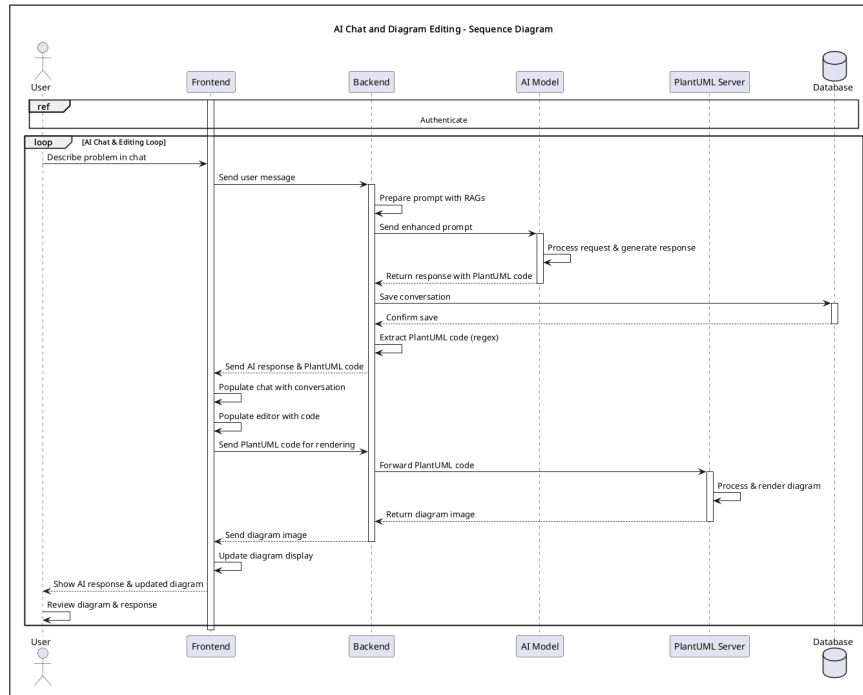 AI Chat and Diagram Editing - Sequence Diagram
User
Frontend
Backend
AI Model
PlantUML Server
Database
ref
Authenticate
loop [AI Chat & Editing Loop]
Describe problem in chat
Send user message
Prepare prompt with RAGs
Send enhanced prompt
Process request & generate response
Return response with PlantUML code
Save conversation
Confirm save
Extract PlantUML code (regex)
Send AI response & PlantUML code
Populate chat with conversation
Populate editor with code
Send PlantUML code for rendering
Forward PlantUML code
Process & render diagram
Return diagram image
Send diagram image
Update diagram display
Show AI response & updated diagram
Review diagram & response
User
Frontend
Backend
AI Model
PlantUML Server
Database